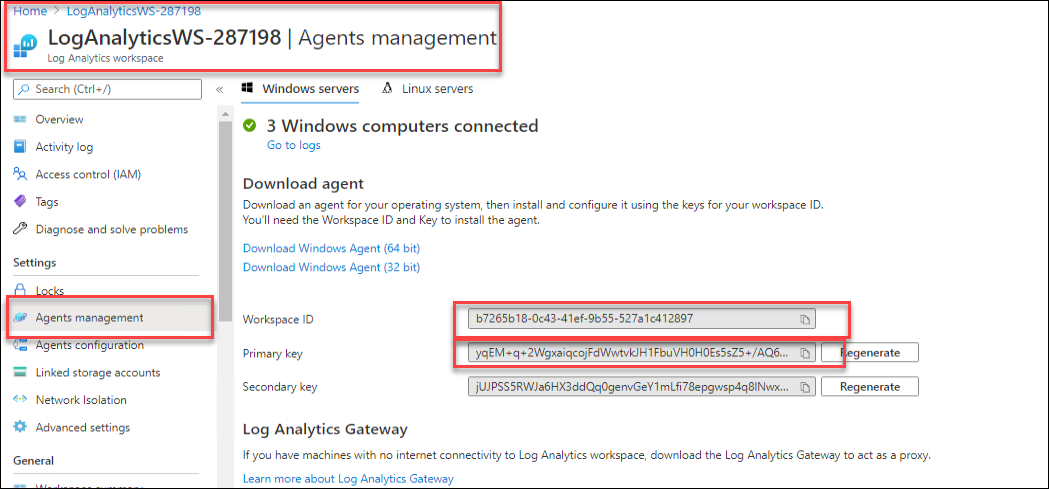 Home > LogAnalyticsWS-287198
LogAnalyticsWS-287198 | Agents management
Log Analytics workspace
Search (Ctrl+/)
«
Overview
Activity log
Access control (IAM)
Tags
Diagnose and solve problems
Settings
Locks
Agents management
Agents configuration
Linked storage accounts
Network Isolation
Advanced settings
General
Workspace summary
Windows servers
Linux servers
3 Windows computers connected
Go to logs
Download agent
Download an agent for your operating system, then install and configure it using the keys for your workspace ID.
You'll need the Workspace ID and Key to install the agent.
Download Windows Agent (64 bit)
Download Windows Agent (32 bit)
Workspace ID b7265b18-0c43-41ef-9b55-527a1c412897
Primary key yqEM+q+2WgxaiqcojFdWwtvkJH1FbuVH0H0Es5sZ5+/AQ6... Regenerate
Secondary key jUJPSS5RWJa6HX3ddQq0genvGeY1mLfi78epgwsp4q8INwx... Regenerate
Log Analytics Gateway
If you have machines with no internet connectivity to Log Analytics workspace, download the Log Analytics Gateway to act as a proxy.
Learn more about Log Analytics Gateway